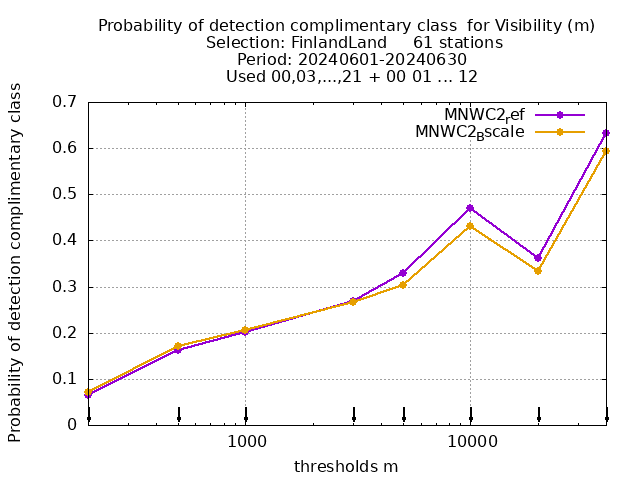 Probability of detection complimentary class  for Visibility (m)
Selection: FinlandLand     61 stations
Period: 20240601-20240630
Used 00,03,...,21 + 00 01 ... 12
Probability of detection complimentary class
0.7
0.6
0.5
0.4
0.3
0.2
0.1
0
MNWC2ref
MNWC2Bscale
1000
10000
thresholds m